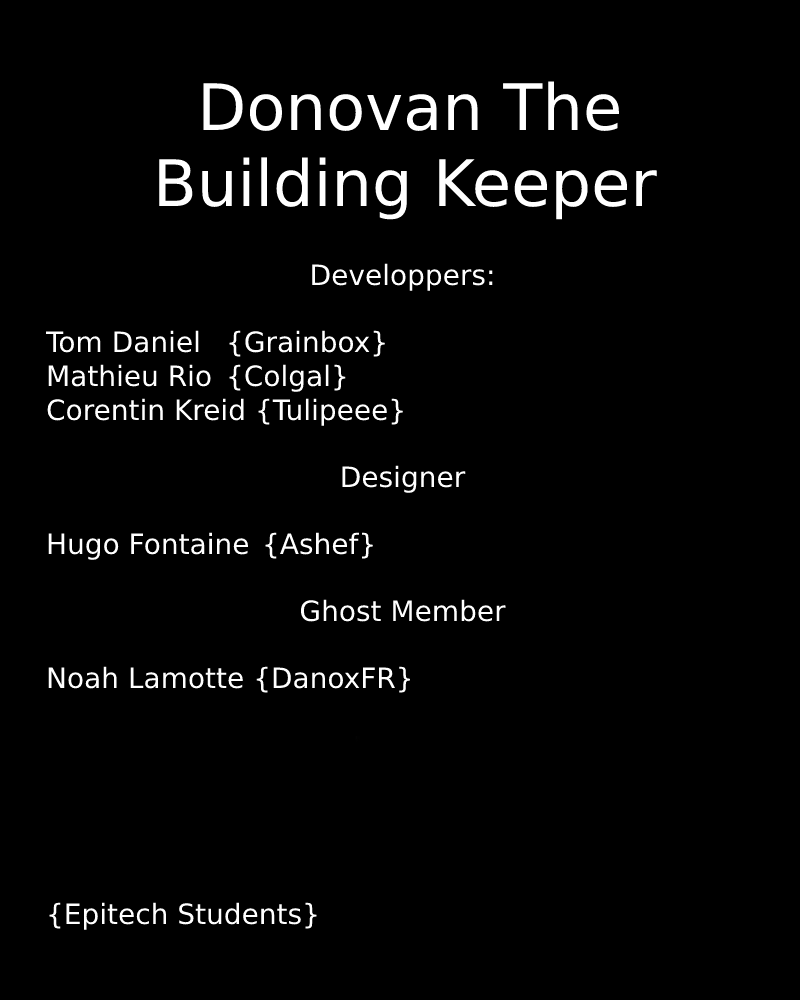 Donovan The
Building Keeper
Developpers:
Tom Daniel {Grainbox}
Mathieu Rio {Colgal}
Corentin Kreid {Tulipeee}
Designer
Hugo Fontaine {Ashef}
Ghost Member
Noah Lamotte {DanoxFR}
{Epitech Students}